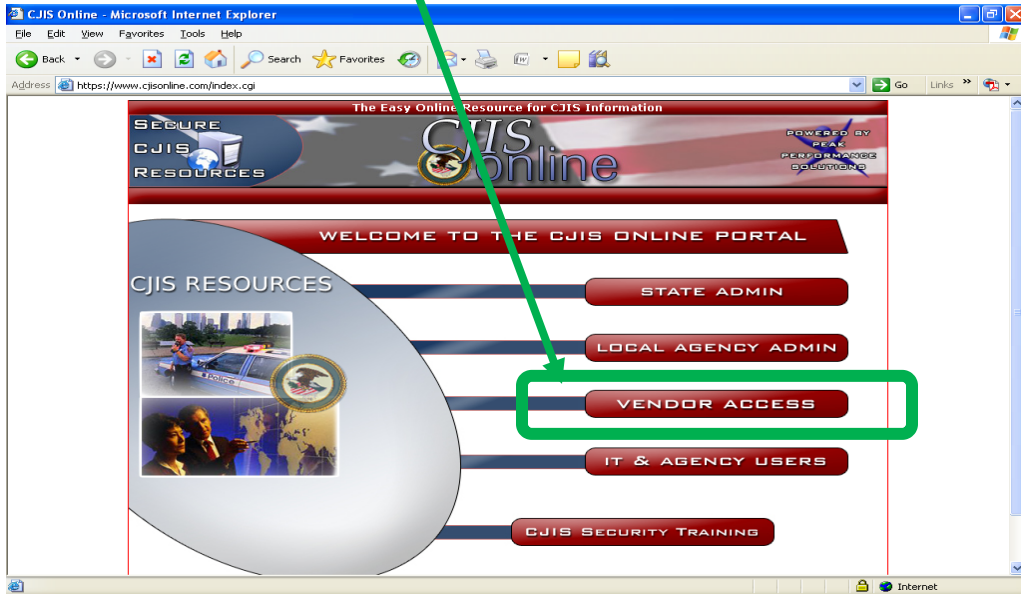 CJIS Online - Microsoft Internet Explorer
File Edit View Favorites Tools Help
Back Search Favorites
Address https://www.cjisonline.com/index.cgi Go Links »
The Easy Online Resource for CJIS Information
SECURE
CJIS
RESOURCES
CJIS
online
POWERED BY
PEAK
PERFORMANCE
SOLUTIONS
WELCOME TO THE CJIS ONLINE PORTAL
CJIS RESOURCES
STATE ADMIN
LOCAL AGENCY ADMIN
Police
VENDOR ACCESS
IT & AGENCY USERS
CJIS SECURITY TRAINING
Internet